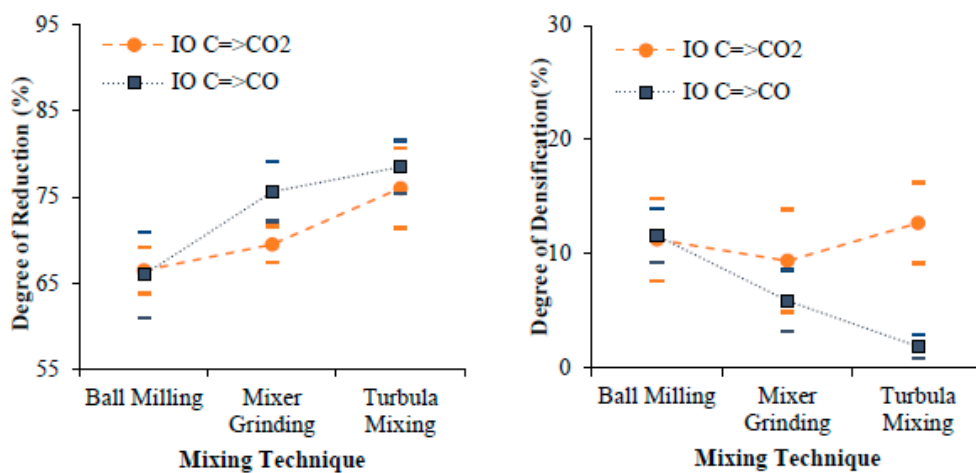 95
85
75
65
55
Degree of Reduction (%)
IO C=>CO2
IO C=>CO
Ball Milling
Mixer
Grinding
Turbula
Mixing
Mixing Technique
30
20
10
0
Degree of Densification(%)
IO C=>CO2
IO C=>CO
Ball Milling
Mixer
Grinding
Turbula
Mixing
Mixing Technique